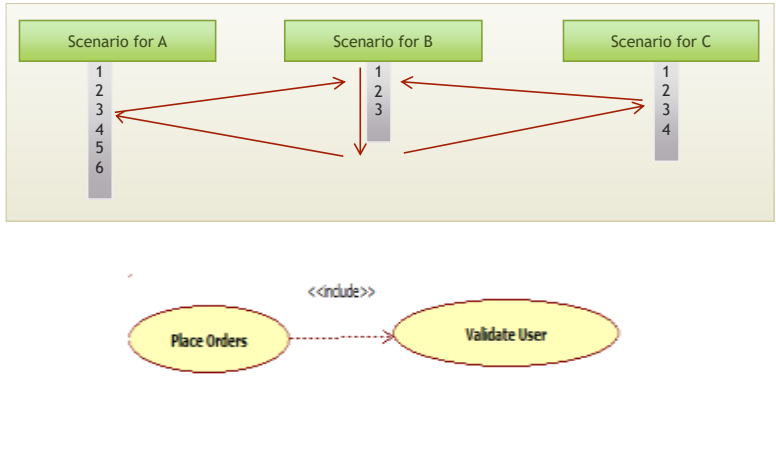 Scenario for A
Scenario for B
Scenario for C
1
2
3
4
5
6
1
2
3
1
2
3
4
<<include>>
Place Orders
Validate User